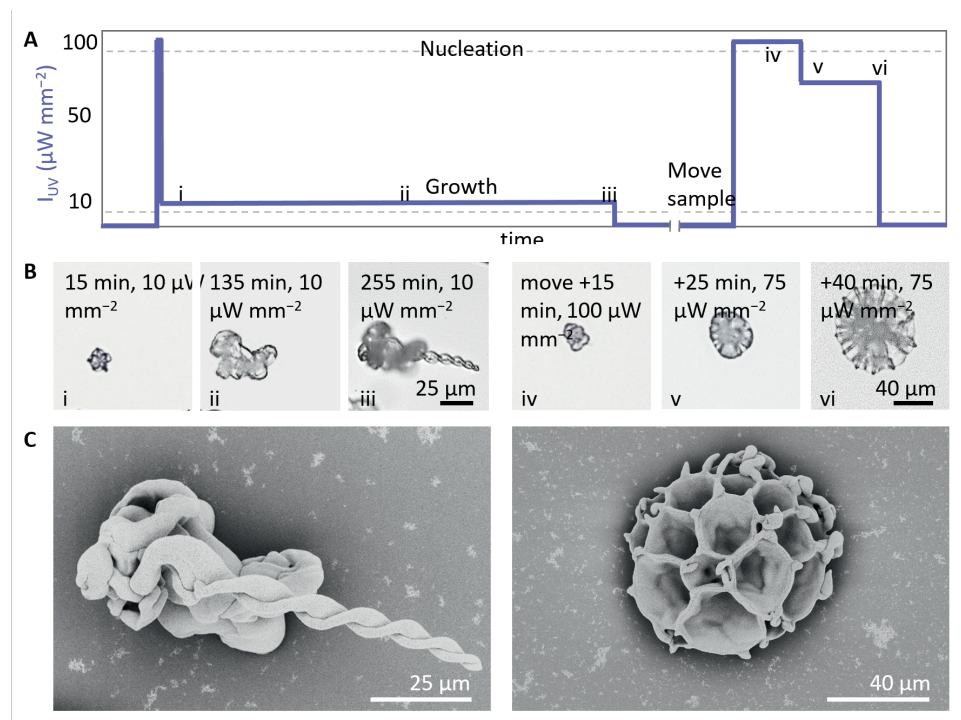 A
100
Nucleation
iv
v
vi
50
I_UV (μW mm⁻²)
Move
sample
10
i
ii
Growth
iii
time
B
15 min, 10 μW
mm⁻²
i
135 min, 10
μW mm⁻²
ii
255 min, 10
μW mm⁻²
25 μm
iii
move +15
min, 100 μW
mm⁻²
iv
+25 min, 75
μW mm⁻²
v
+40 min, 75
μW mm⁻²
40 μm
vi
C
25 μm
40 μm